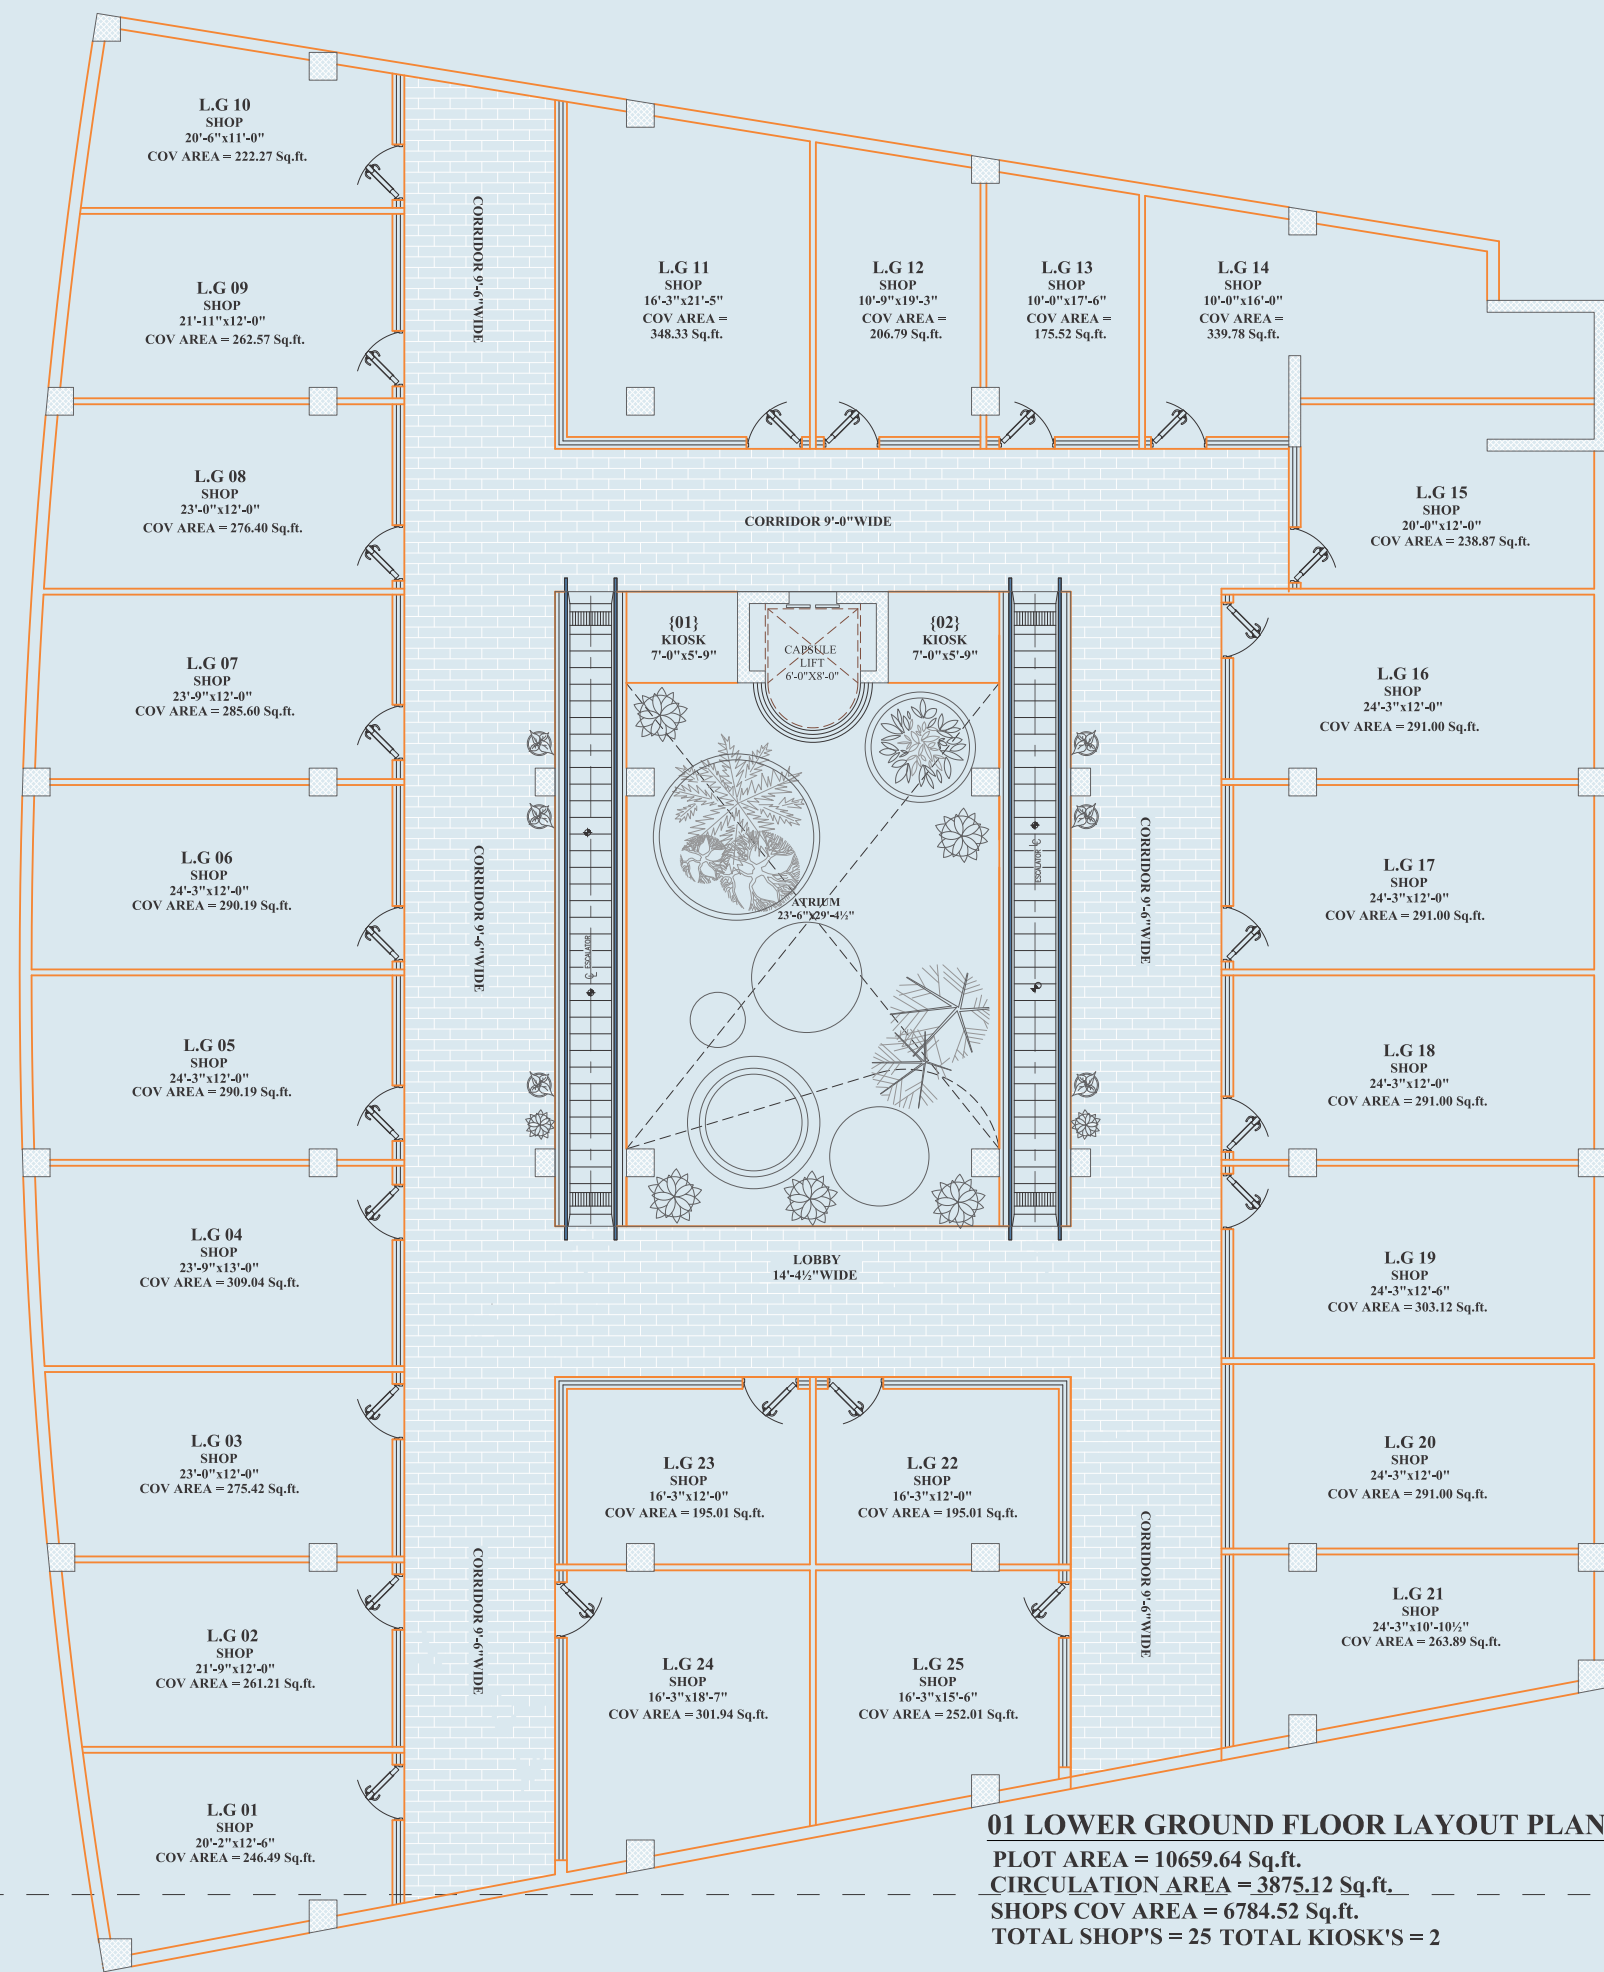 L.G 10
SHOP
20'-6"x11'-0"
COV AREA = 222.27 Sq.ft.
L.G 09
SHOP
21'-11"x12'-0"
COV AREA = 262.57 Sq.ft.
L.G 08
SHOP
23'-0"x12'-0"
COV AREA = 276.40 Sq.ft.
L.G 07
SHOP
23'-9"x12'-0"
COV AREA = 285.60 Sq.ft.
L.G 06
SHOP
24'-3"x12'-0"
COV AREA = 290.19 Sq.ft.
L.G 05
SHOP
24'-3"x12'-0"
COV AREA = 290.19 Sq.ft.
L.G 04
SHOP
23'-9"x13'-0"
COV AREA = 309.04 Sq.ft.
L.G 03
SHOP
23'-0"x12'-0"
COV AREA = 275.42 Sq.ft.
L.G 02
SHOP
21'-9"x12'-0"
COV AREA = 261.21 Sq.ft.
L.G 01
SHOP
20'-2"x12'-6"
COV AREA = 246.49 Sq.ft.
CORRIDOR 9'-6"WIDE
CORRIDOR 9'-6"WIDE
CORRIDOR 9'-6"WIDE
L.G 11
SHOP
16'-3"x21'-5"
COV AREA =
348.33 Sq.ft.
L.G 12
SHOP
10'-9"x19'-3"
COV AREA =
206.79 Sq.ft.
L.G 13
SHOP
10'-0"x17'-6"
COV AREA =
175.52 Sq.ft.
L.G 14
SHOP
10'-0"x16'-0"
COV AREA =
339.78 Sq.ft.
CORRIDOR 9'-0"WIDE
{01}
KIOSK
7'-0"x5'-9"
CAPSULE
LIFT
6'-0"X8'-0"
{02}
KIOSK
7'-0"x5'-9"
ATRIUM
23'-6"x29'-4½"
℄ ESCALATOR
ESCALATOR ℄
LOBBY
14'-4½"WIDE
CORRIDOR 9'-6"WIDE
CORRIDOR 9'-6"WIDE
L.G 15
SHOP
20'-0"x12'-0"
COV AREA = 238.87 Sq.ft.
L.G 16
SHOP
24'-3"x12'-0"
COV AREA = 291.00 Sq.ft.
L.G 17
SHOP
24'-3"x12'-0"
COV AREA = 291.00 Sq.ft.
L.G 18
SHOP
24'-3"x12'-0"
COV AREA = 291.00 Sq.ft.
L.G 19
SHOP
24'-3"x12'-6"
COV AREA = 303.12 Sq.ft.
L.G 20
SHOP
24'-3"x12'-0"
COV AREA = 291.00 Sq.ft.
L.G 21
SHOP
24'-3"x10'-10½"
COV AREA = 263.89 Sq.ft.
L.G 23
SHOP
16'-3"x12'-0"
COV AREA = 195.01 Sq.ft.
L.G 22
SHOP
16'-3"x12'-0"
COV AREA = 195.01 Sq.ft.
L.G 24
SHOP
16'-3"x18'-7"
COV AREA = 301.94 Sq.ft.
L.G 25
SHOP
16'-3"x15'-6"
COV AREA = 252.01 Sq.ft.
01 LOWER GROUND FLOOR LAYOUT PLAN
PLOT AREA = 10659.64 Sq.ft.
CIRCULATION AREA = 3875.12 Sq.ft.
SHOPS COV AREA = 6784.52 Sq.ft.
TOTAL SHOP'S = 25 TOTAL KIOSK'S = 2